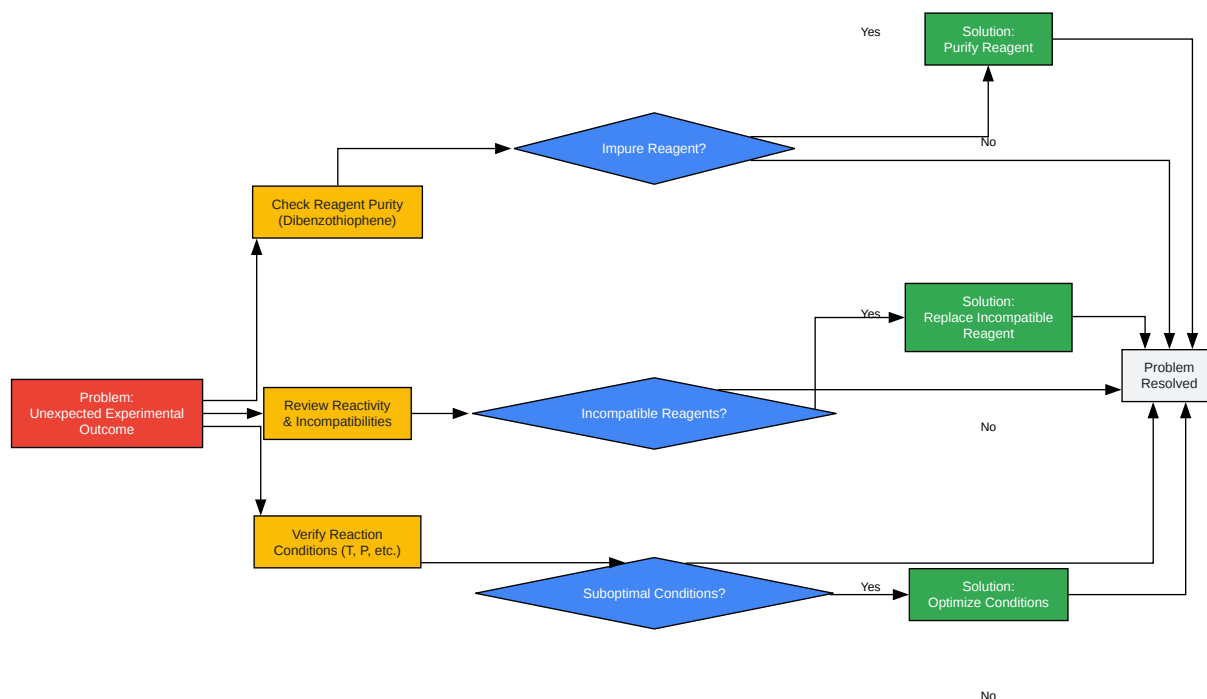 Yes
Solution:
Purify Reagent
Impure Reagent?
No
Check Reagent Purity
(Dibenzothiophene)
Solution:
Replace Incompatible
Reagent
Yes
Problem
Resolved
Problem:
Unexpected Experimental
Outcome
Review Reactivity
& Incompatibilities
Incompatible Reagents?
No
Verify Reaction
Conditions (T, P, etc.)
Suboptimal Conditions?
Yes
Solution:
Optimize Conditions
No